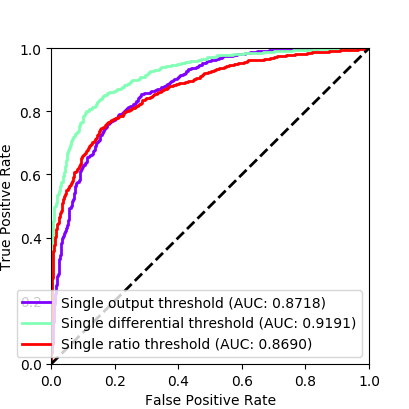 1.0
0.8
0.6
0.4
0.2
0.0
True Positive Rate
Single output threshold (AUC: 0.8718)
Single differential threshold (AUC: 0.9191)
Single ratio threshold (AUC: 0.8690)
0.0 0.2 0.4 0.6 0.8 1.0
False Positive Rate